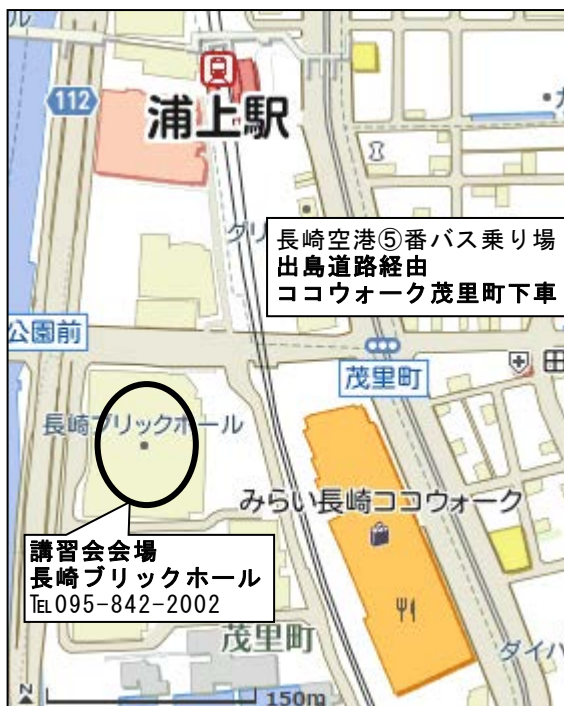 ル
112
浦上駅
長崎空港⑤番バス乗り場
出島道路経由
ココウォーク茂里町下車
公園前
茂里町
長崎ブリックホール
みらい長崎ココウォーク
講習会会場
長崎ブリックホール
℡095-842-2002
茂里町
ダイハ
N
150m